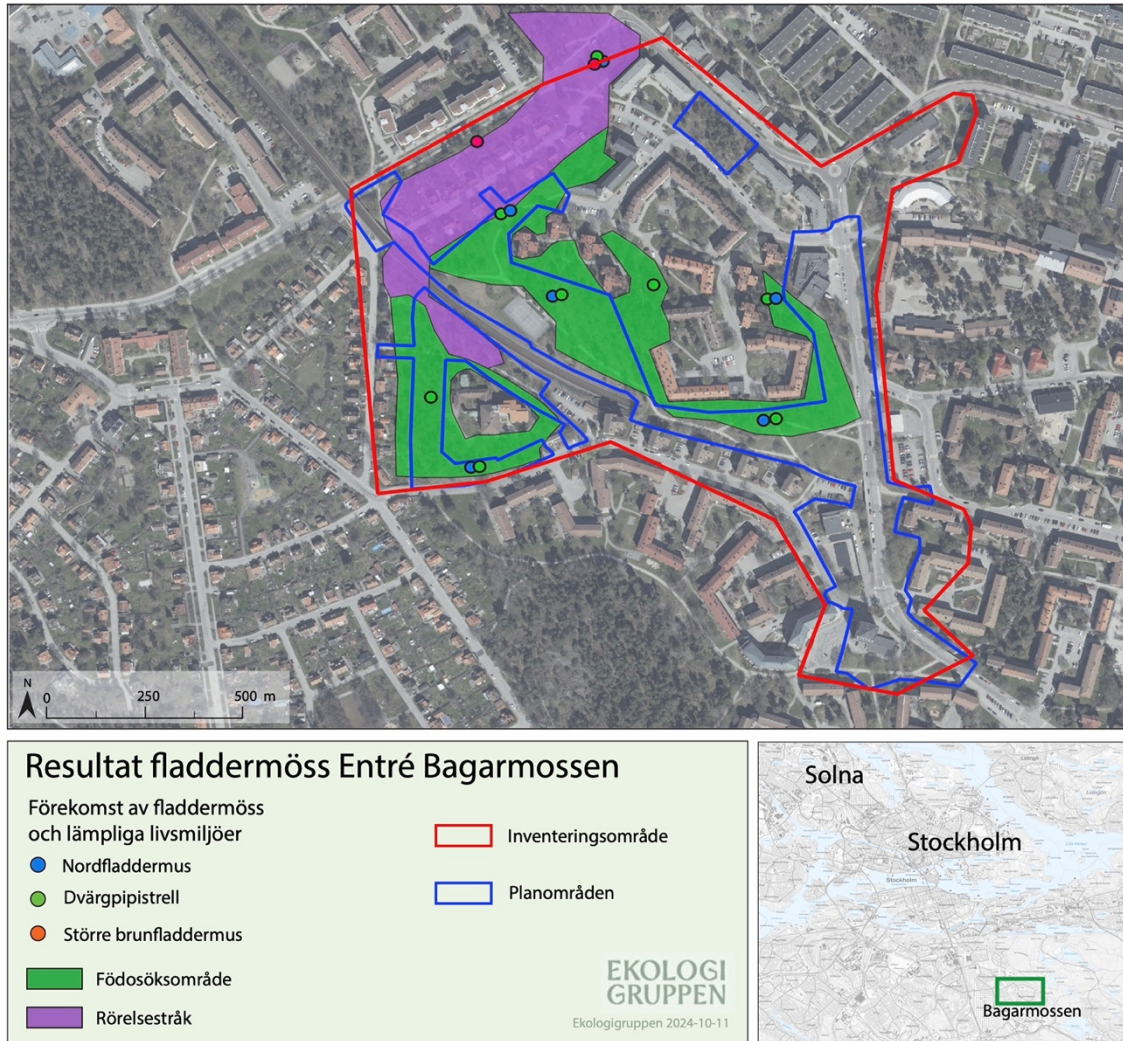 N
0 250 500 m
Resultat fladdermöss Entré Bagarmossen
Förekomst av fladdermöss
och lämpliga livsmiljöer
Nordfladdermus
Dvärgpipistrell
Större brunfladdermus
Födosöksområde
Rörelsestråk
Inventeringsområde
Planområden
EKOLOGI
GRUPPEN
Ekologigruppen 2024-10-11
Solna
Stockholm
Stockholm
Bagarmossen